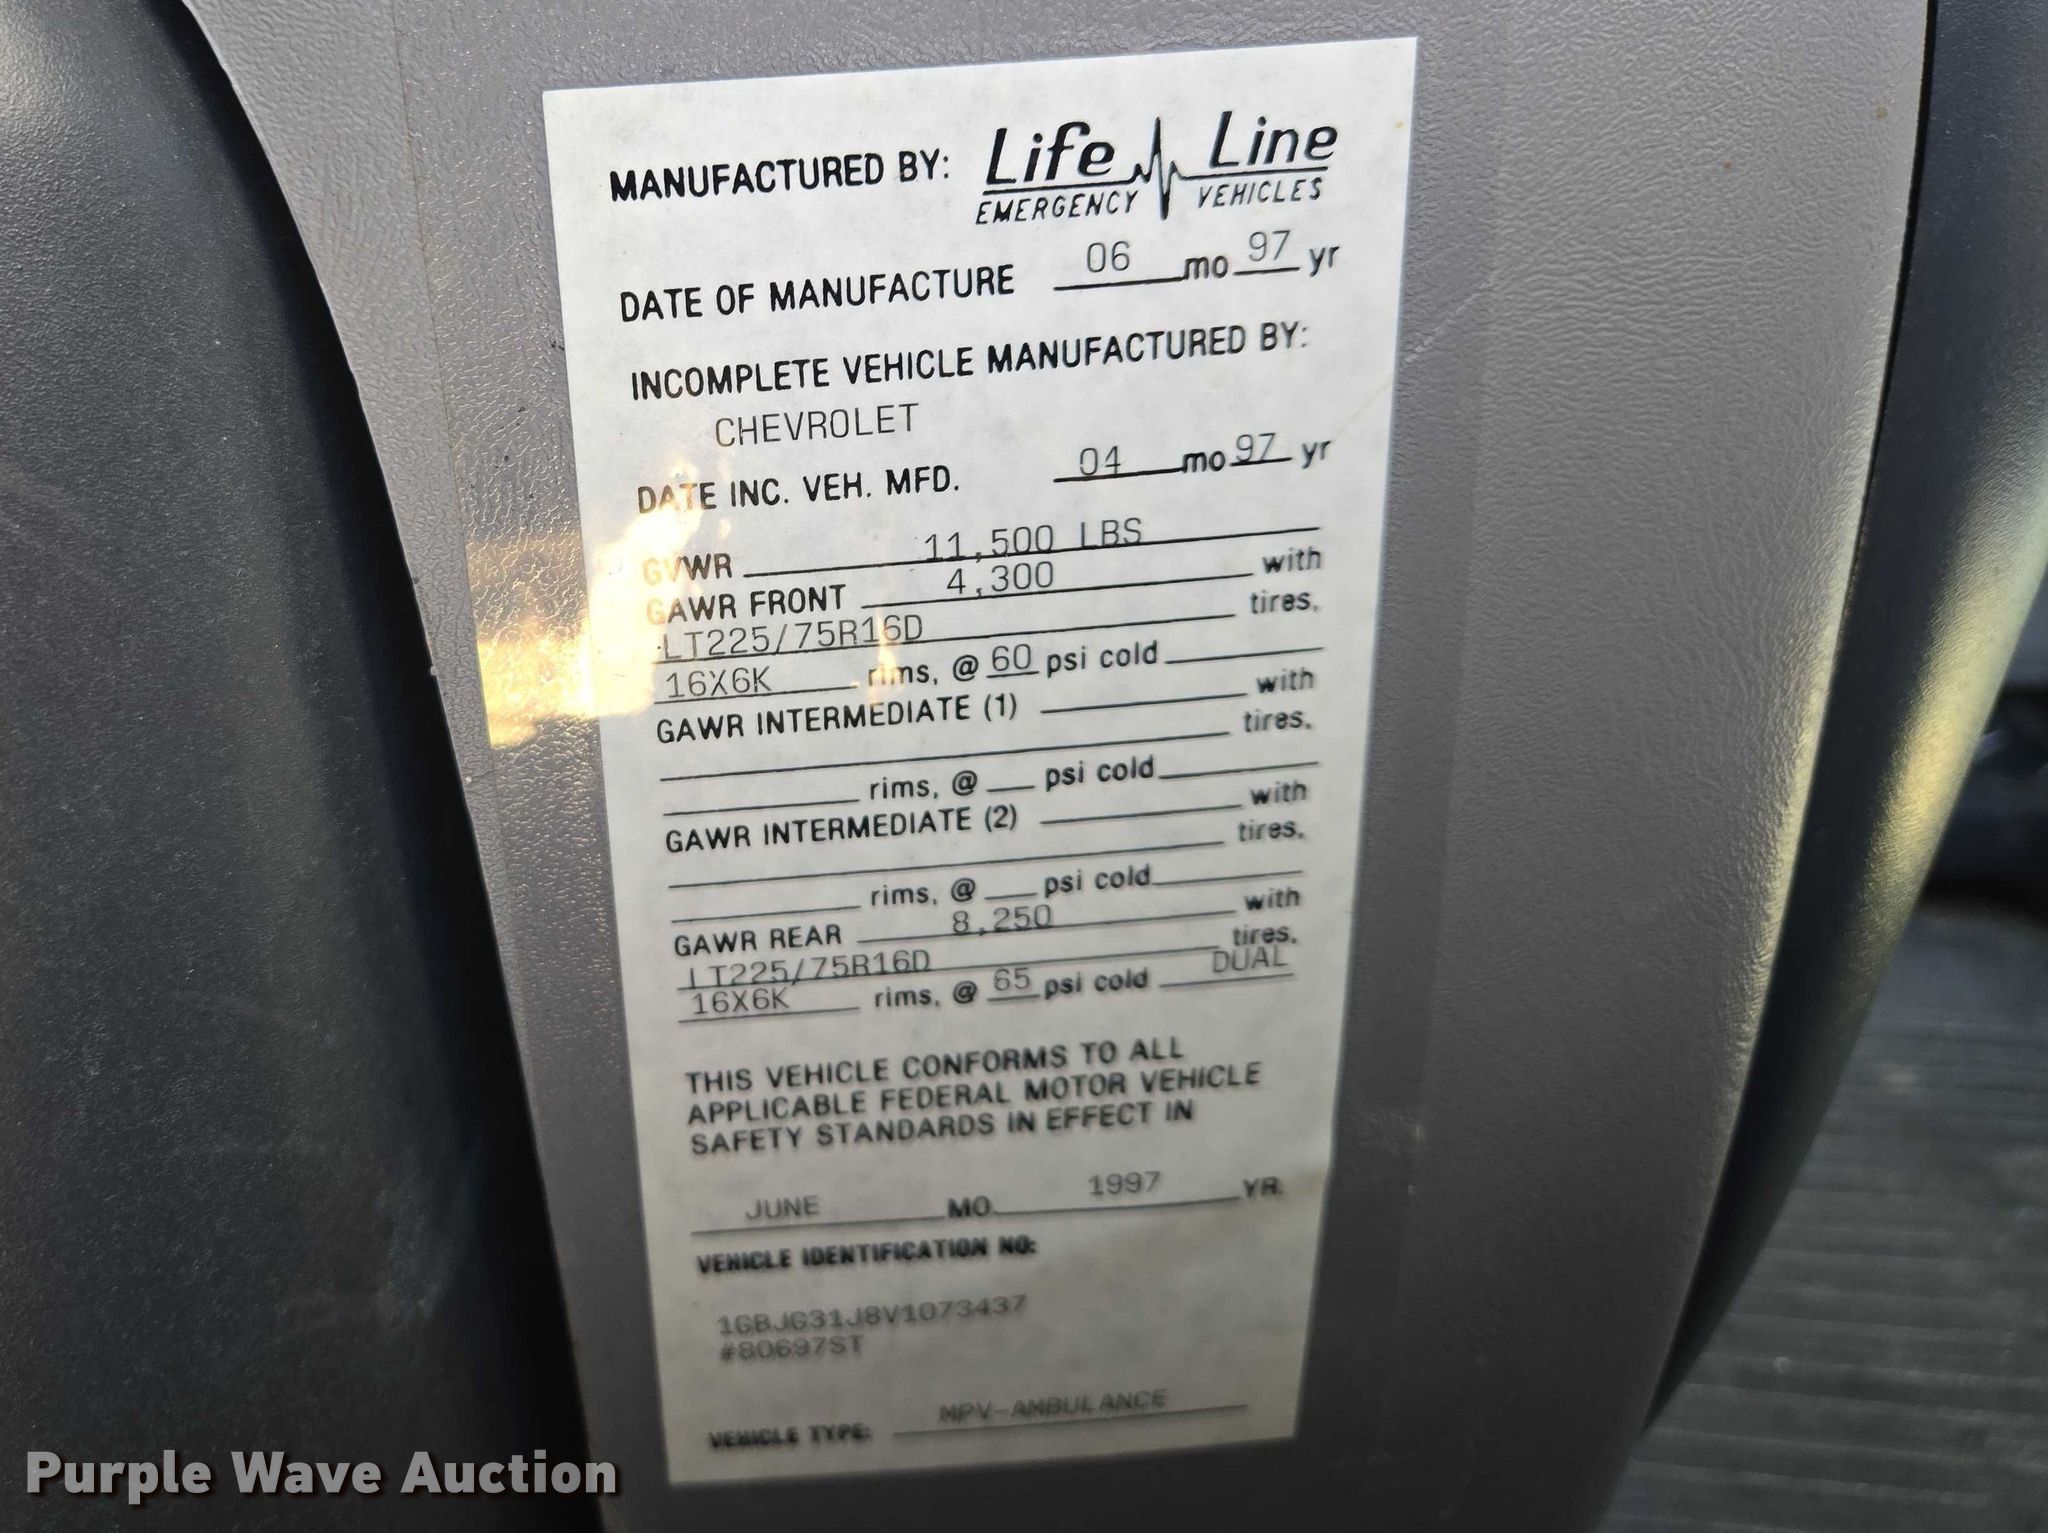 MANUFACTURED BY: Life Line
EMERGENCY VEHICLES
DATE OF MANUFACTURE 06 mo 97 yr
INCOMPLETE VEHICLE MANUFACTURED BY:
CHEVROLET
DATE INC. VEH. MFD. 04 mo 97 yr
GVWR 11,500 LBS
GAWR FRONT 4,300 with
LT225/75R16D tires,
16X6K rims, @ 60 psi cold
GAWR INTERMEDIATE (1) with
tires,
rims, @ psi cold
GAWR INTERMEDIATE (2) with
tires,
rims, @ psi cold
GAWR REAR 8,250 with
LT225/75R16D tires,
16X6K rims, @ 65 psi cold DUAL
THIS VEHICLE CONFORMS TO ALL
APPLICABLE FEDERAL MOTOR VEHICLE
SAFETY STANDARDS IN EFFECT IN
JUNE MO. 1997 YR.
VEHICLE IDENTIFICATION NO:
1GBJG31J8V1073437
#80697ST
VEHICLE TYPE: MPV-AMBULANCE
Purple Wave Auction